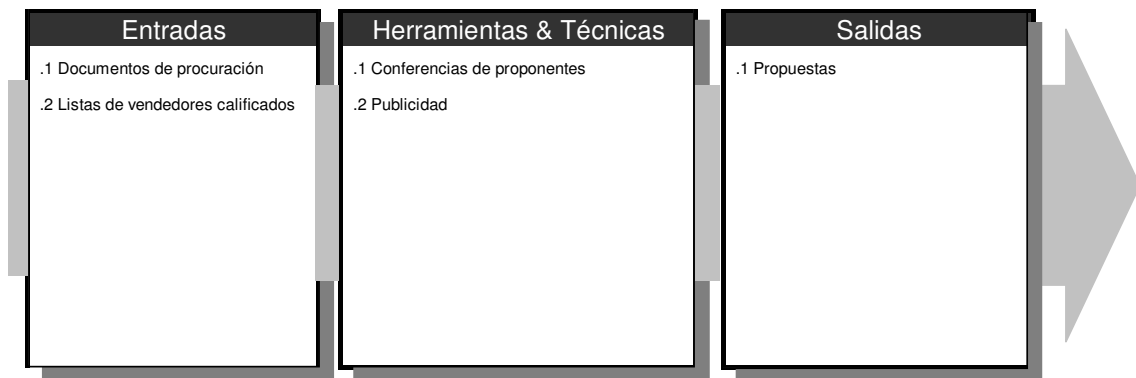 Entradas
.1 Documentos de procuración
.2 Listas de vendedores calificados
Herramientas & Técnicas
.1 Conferencias de proponentes
.2 Publicidad
Salidas
.1 Propuestas